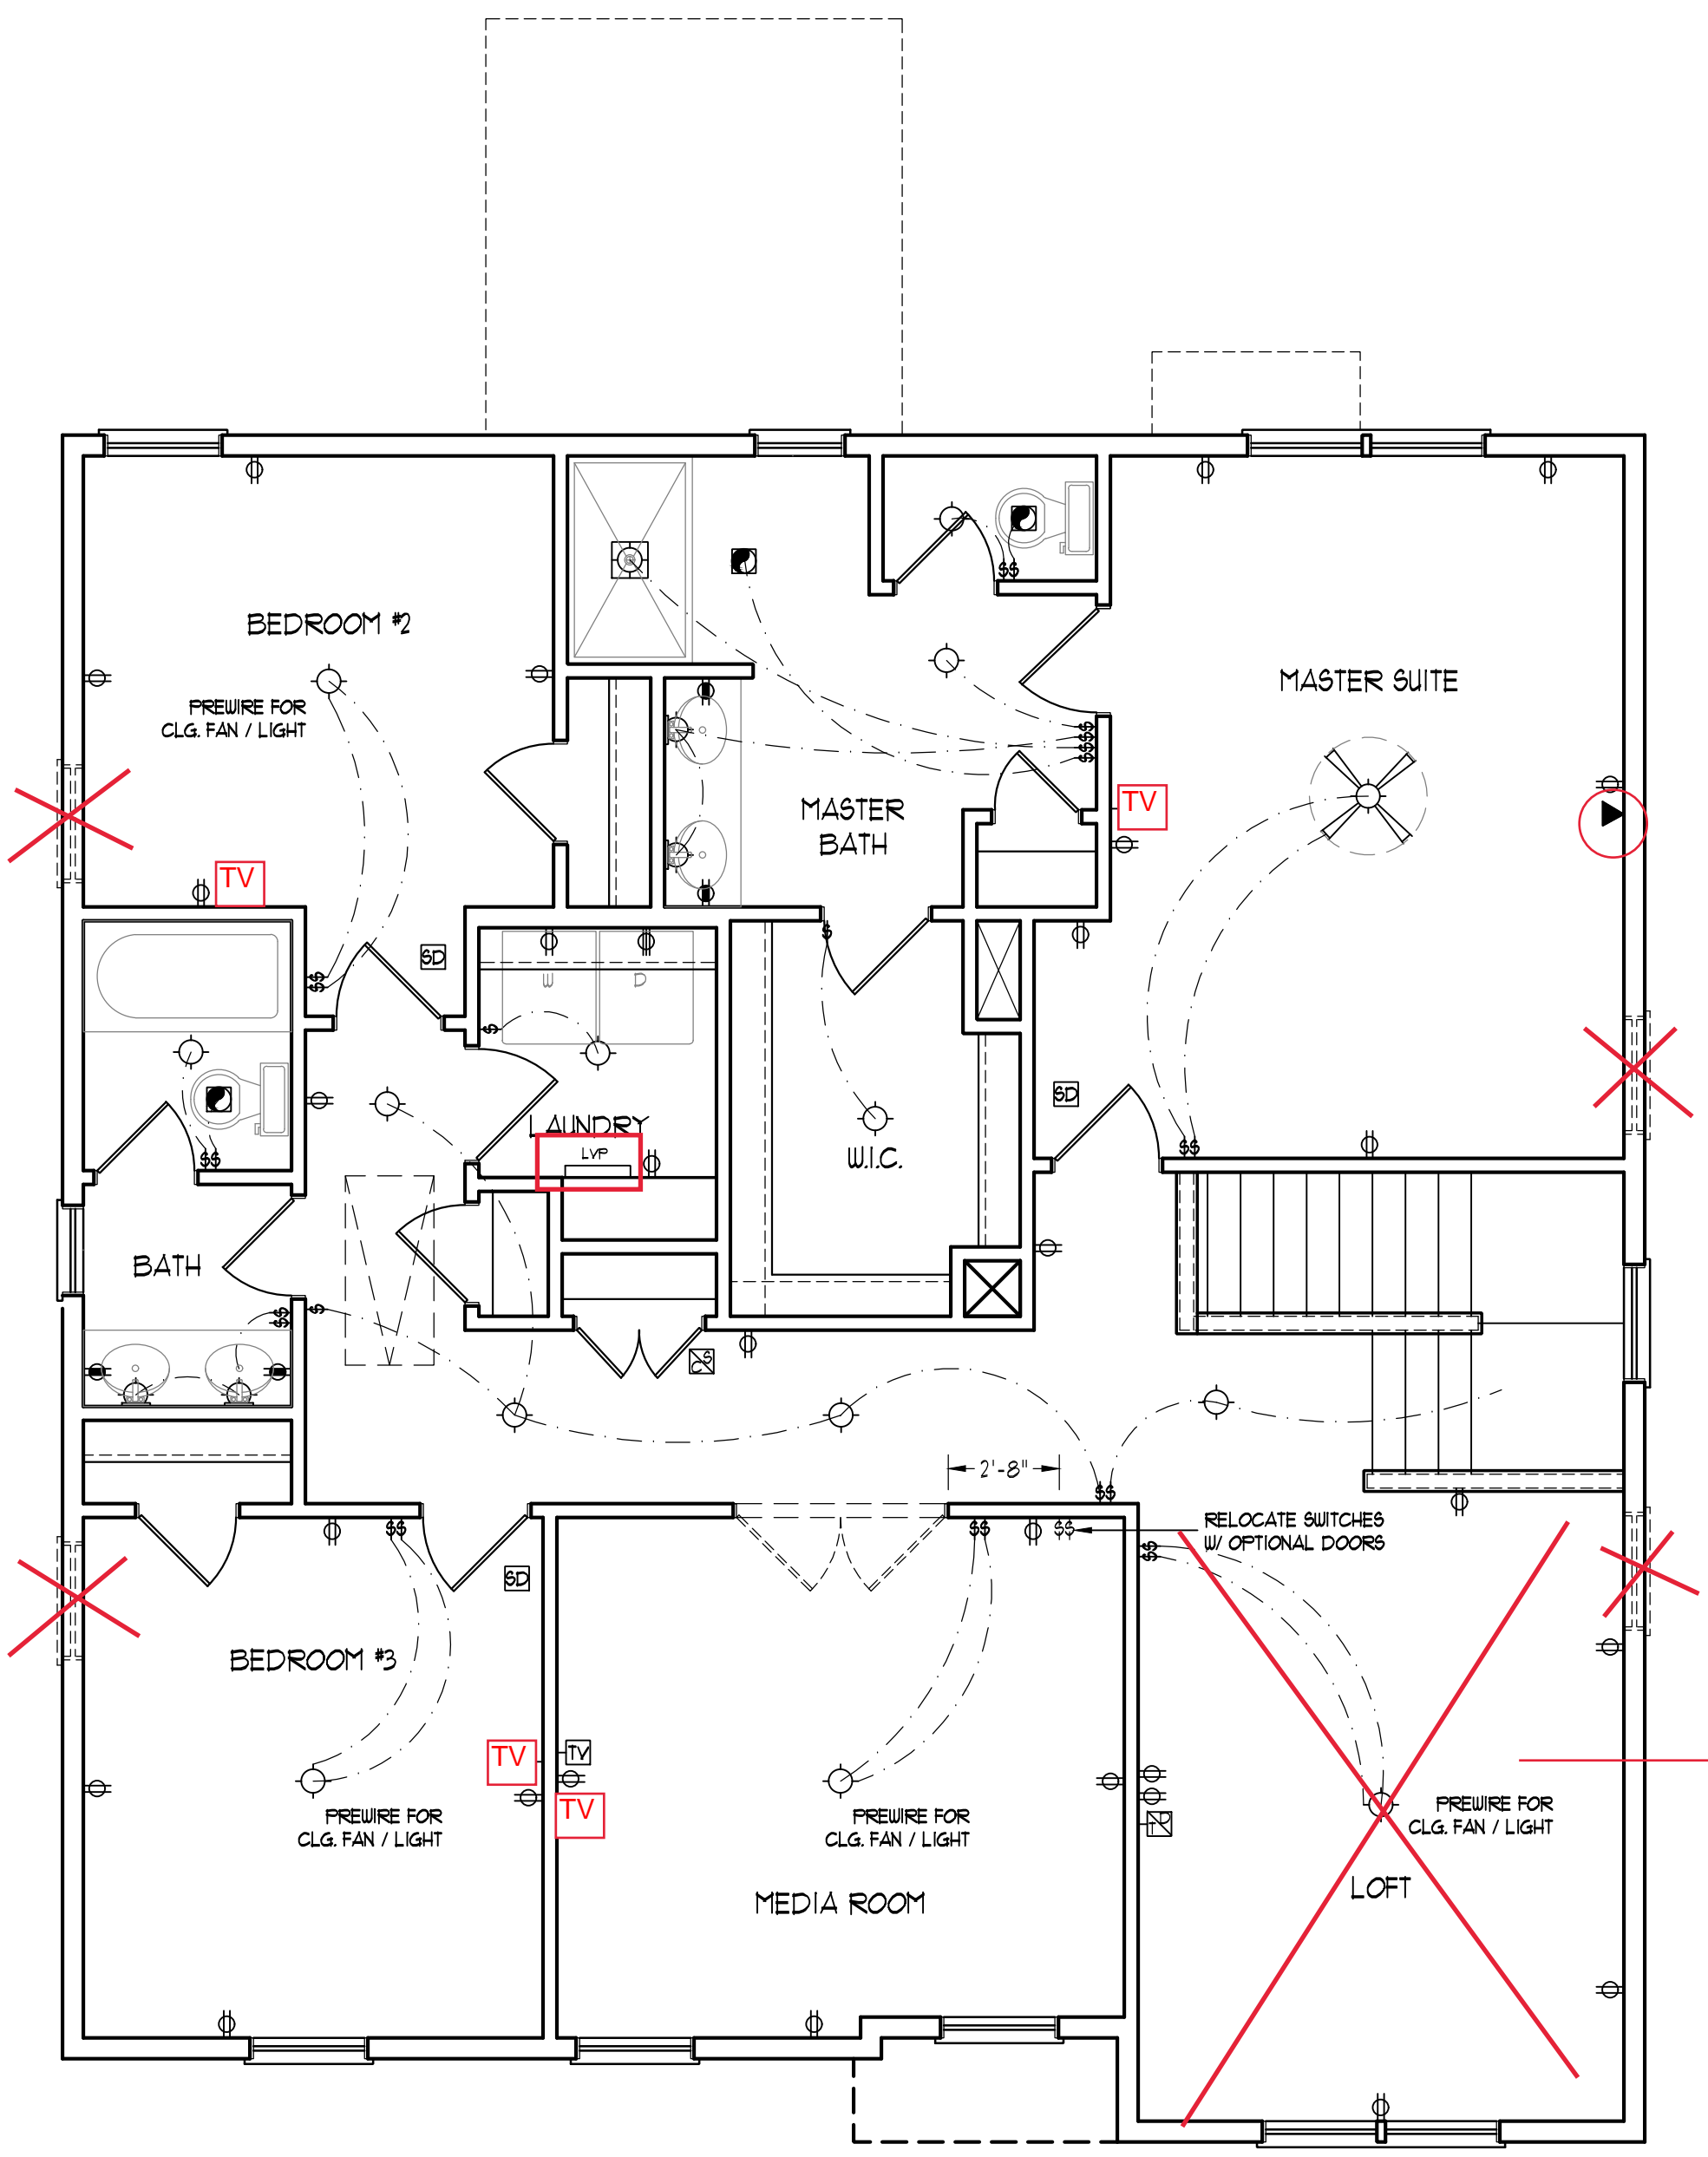 BEDROOM #2
PREWIRE FOR
CLG. FAN / LIGHT
MASTER SUITE
$$
$$$$
MASTER
BATH
TV
TV
$
SD
$$
W
D
$
SD
LAUNDRY
LVP
W.I.C.
$$
$$
BATH
$$
$
CS
2'-8"
$$
RELOCATE SWITCHES
W/ OPTIONAL DOORS
$$
$$
$$
$$
SD
BEDROOM #3
TV
TV
TV
PREWIRE FOR
CLG. FAN / LIGHT
PREWIRE FOR
CLG. FAN / LIGHT
PREWIRE FOR
CLG. FAN / LIGHT
MEDIA ROOM
LOFT